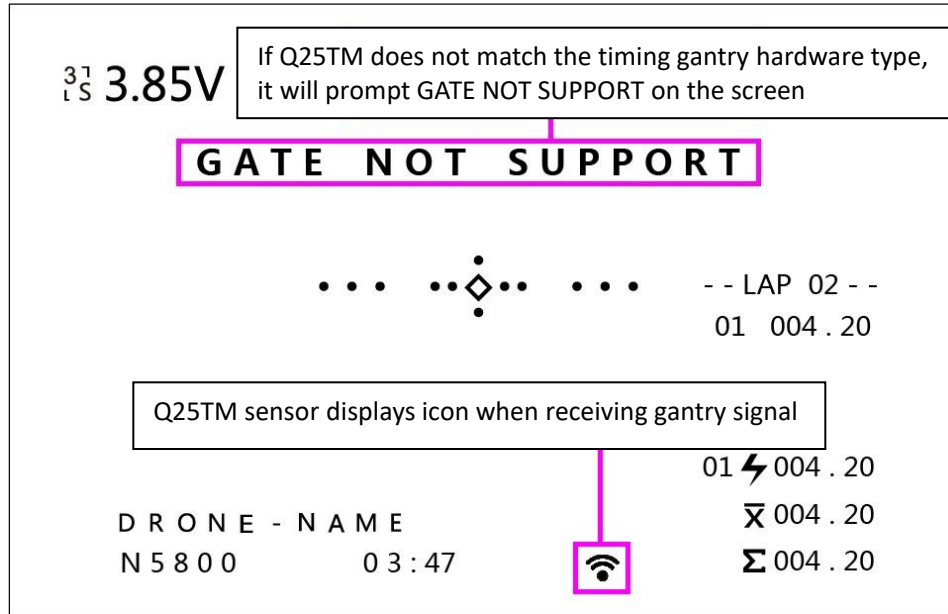 If Q25TM does not match the timing gantry hardware type,
it will prompt GATE NOT SUPPORT on the screen
3.85V
GATE NOT SUPPORT
- - LAP 02 - -
01 004.20
Q25TM sensor displays icon when receiving gantry signal
01 004.20
DRONE-NAME
x̅ 004.20
N5800 03:47
Σ 004.20